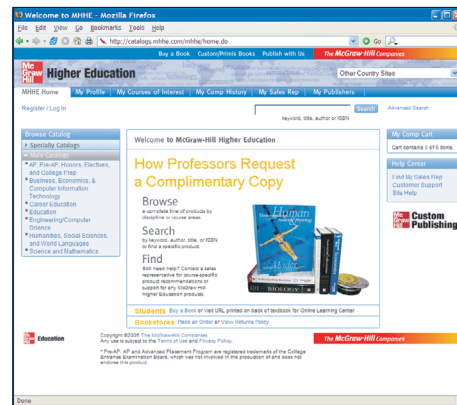 Welcome to MHHE - Mozilla Firefox
File Edit View Go Bookmarks Tools Help
http://catalogs.mhhe.com/mhhe/home.do
Go
Buy a Book Custom/Primis Books Publish with Us The McGraw·Hill Companies
Mc Graw Hill Higher Education
Other Country Sites
MHHE Home My Profile My Courses of Interest My Comp History My Sales Rep My Publishers
Register / Log In
Search
Advanced Search
keyword, title, author or ISBN
Browse Catalog
Specialty Catalogs
Main Catalogs
AP, Pre-AP, Honors, Electives,
and College Prep
Business, Economics, &
Computer Information
Technology
Career Education
Education
Engineering/Computer
Science
Humanities, Social Sciences,
and World Languages
Science and Mathematics
Welcome to McGraw-Hill Higher Education
How Professors Request
a Complimentary Copy
Browse
a complete line of products by
discipline or course areas.
Search
by keyword, author, title, or ISBN
to find a specific product.
Find
Still need help? Contact a sales
representative for course-specific
product recommendations or
support for any McGraw-Hill
Higher Education products.
Human
BIOLOGY
Students Buy a Book or visit URL printed on back of textbook for Online Learning Center
Bookstores Place an Order or View Returns Policy
My Comp Cart
Cart contains 0 of 5 items.
Help Center
Find My Sales Rep
Customer Support
Site Help
Mc Graw Hill Custom
Publishing
Education
Copyright ©2005 The McGraw-Hill Companies
Any use is subject to the Terms of Use and Privacy Policy.
The McGraw·Hill Companies
* Pre-AP, AP and Advanced Placement Program are registered trademarks of the College
Entrance Examination Board, which was not involved in the production of and does not
endorse this product.
Done